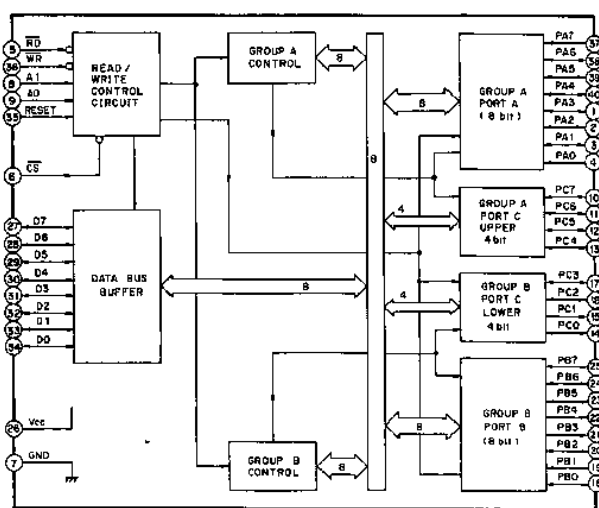 5 RD
36 WR
8 A1
9 A0
35 RESET
6 CS
READ/
WRITE
CONTROL
CIRCUIT
27 D7
28 D6
29 D5
30 D4
31 D3
32 D2
33 D1
34 D0
DATA BUS
BUFFER
26 Vcc
7 GND
GROUP A
CONTROL
8
8
8
GROUP B
CONTROL
8
8
GROUP A
PORT A
(8 bit)
PA7 37
PA6 38
PA5 39
PA4 40
PA3 1
PA2 2
PA1 3
PA0 4
4
GROUP A
PORT C
UPPER
4bit
PC7 10
PC6 11
PC5 12
PC4 13
4
GROUP B
PORT C
LOWER
4 bit
PC3 17
PC2 16
PC1 15
PC0 14
8
GROUP B
PORT B
(8bit)
PB7 25
PB6 24
PB5 23
PB4 22
PB3 21
PB2 20
PB1 19
PB0 18